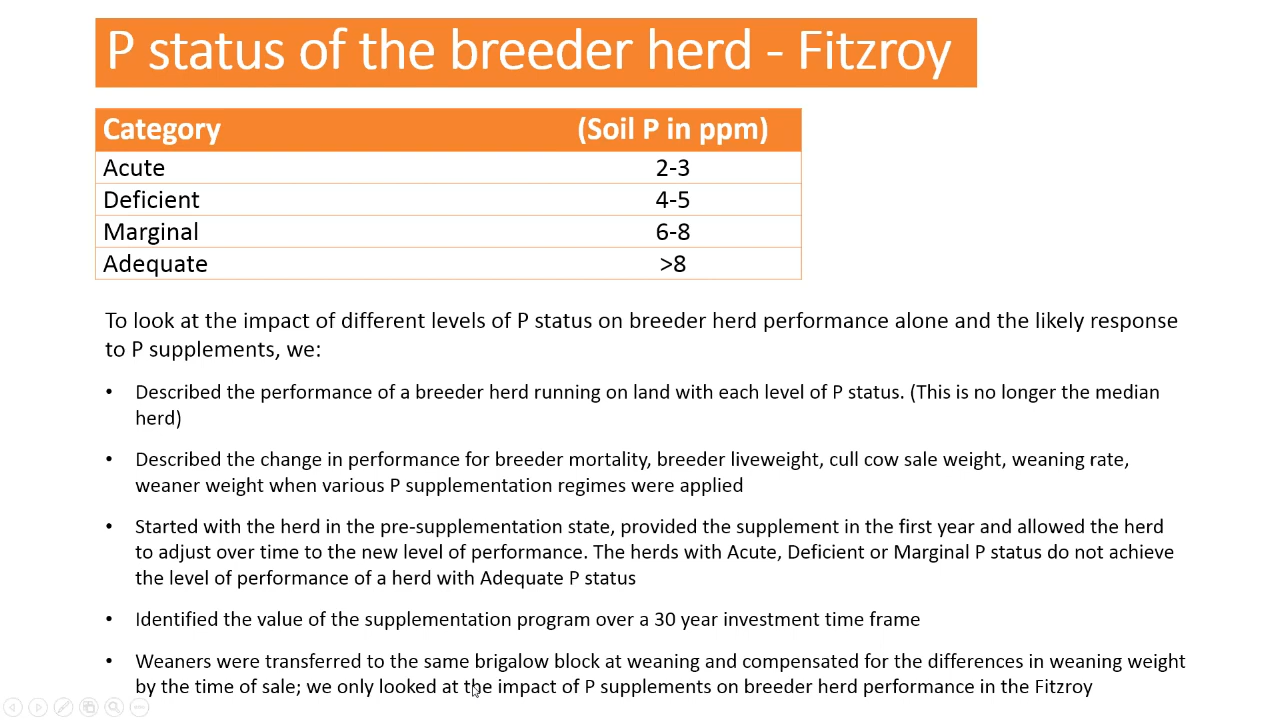 P status of the breeder herd - Fitzroy
Category (Soil P in ppm)
Acute 2-3
Deficient 4-5
Marginal 6-8
Adequate >8
To look at the impact of different levels of P status on breeder herd performance alone and the likely response
to P supplements, we:
• Described the performance of a breeder herd running on land with each level of P status. (This is no longer the median
herd)
• Described the change in performance for breeder mortality, breeder liveweight, cull cow sale weight, weaning rate,
weaner weight when various P supplementation regimes were applied
• Started with the herd in the pre-supplementation state, provided the supplement in the first year and allowed the herd
to adjust over time to the new level of performance. The herds with Acute, Deficient or Marginal P status do not achieve
the level of performance of a herd with Adequate P status
• Identified the value of the supplementation program over a 30 year investment time frame
• Weaners were transferred to the same brigalow block at weaning and compensated for the differences in weaning weight
by the time of sale; we only looked at the impact of P supplements on breeder herd performance in the Fitzroy